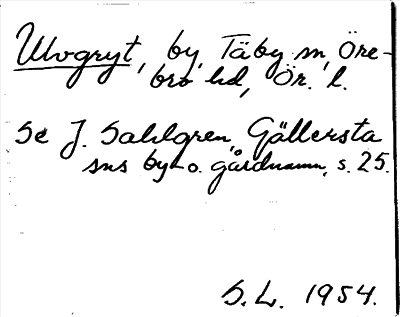 Ulvgryt, by, Täby sn, Öre-
bro hd, Ör. l.
Se J. Sahlgren, Gällersta
sns by- o. gårdnamn, s. 25.
S.L. 1954.